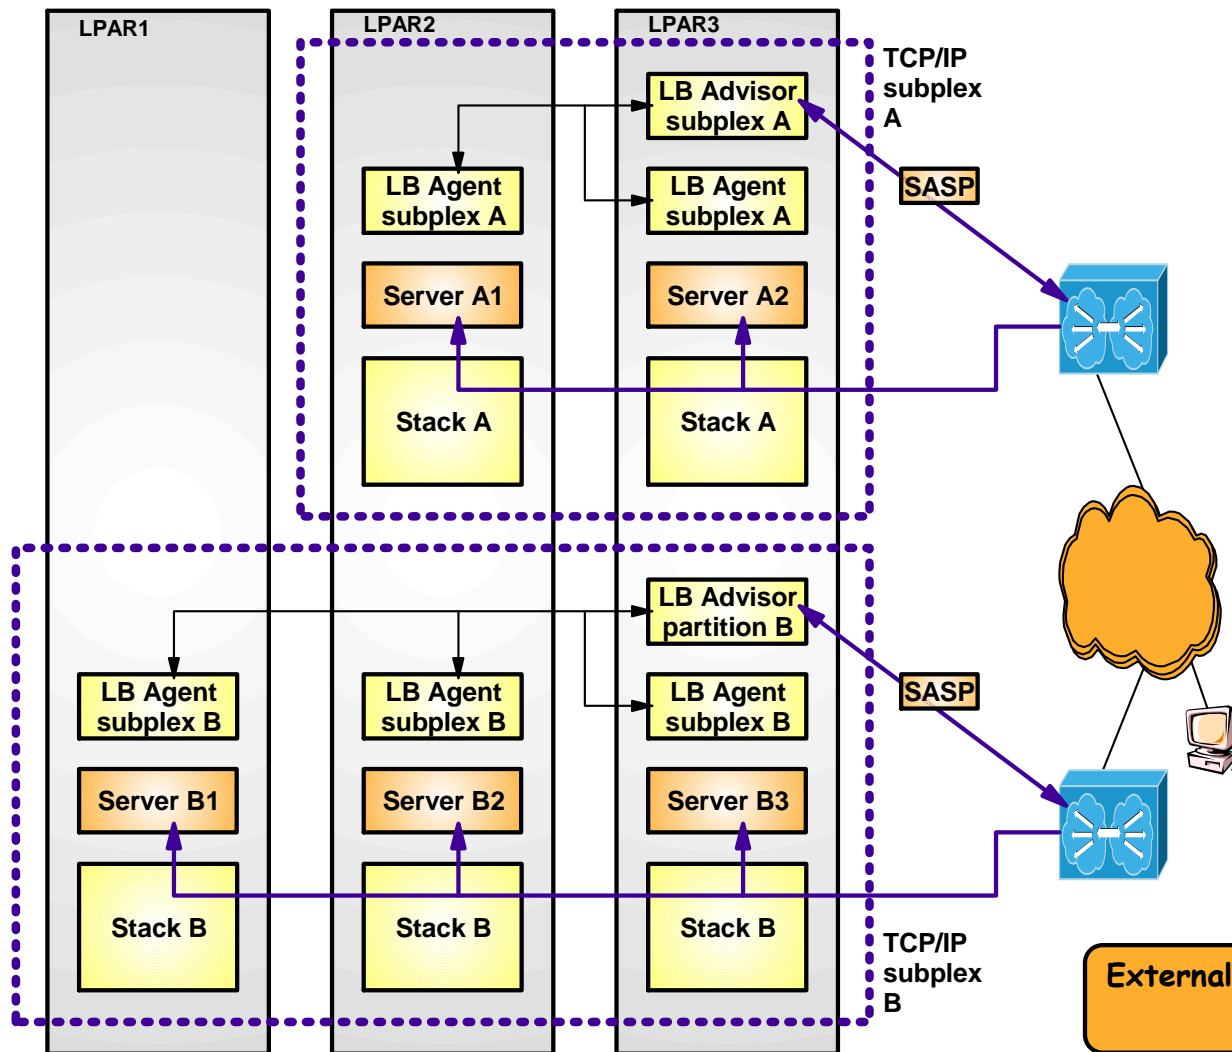 LPAR1
LPAR2
LPAR3
TCP/IP
subplex
A
LB Advisor
subplex A
LB Agent
subplex A
LB Agent
subplex A
SASP
Server A1
Server A2
Stack A
Stack A
LB Advisor
partition B
LB Agent
subplex B
LB Agent
subplex B
LB Agent
subplex B
SASP
Server B1
Server B2
Server B3
Stack B
Stack B
Stack B
TCP/IP
subplex
B
External